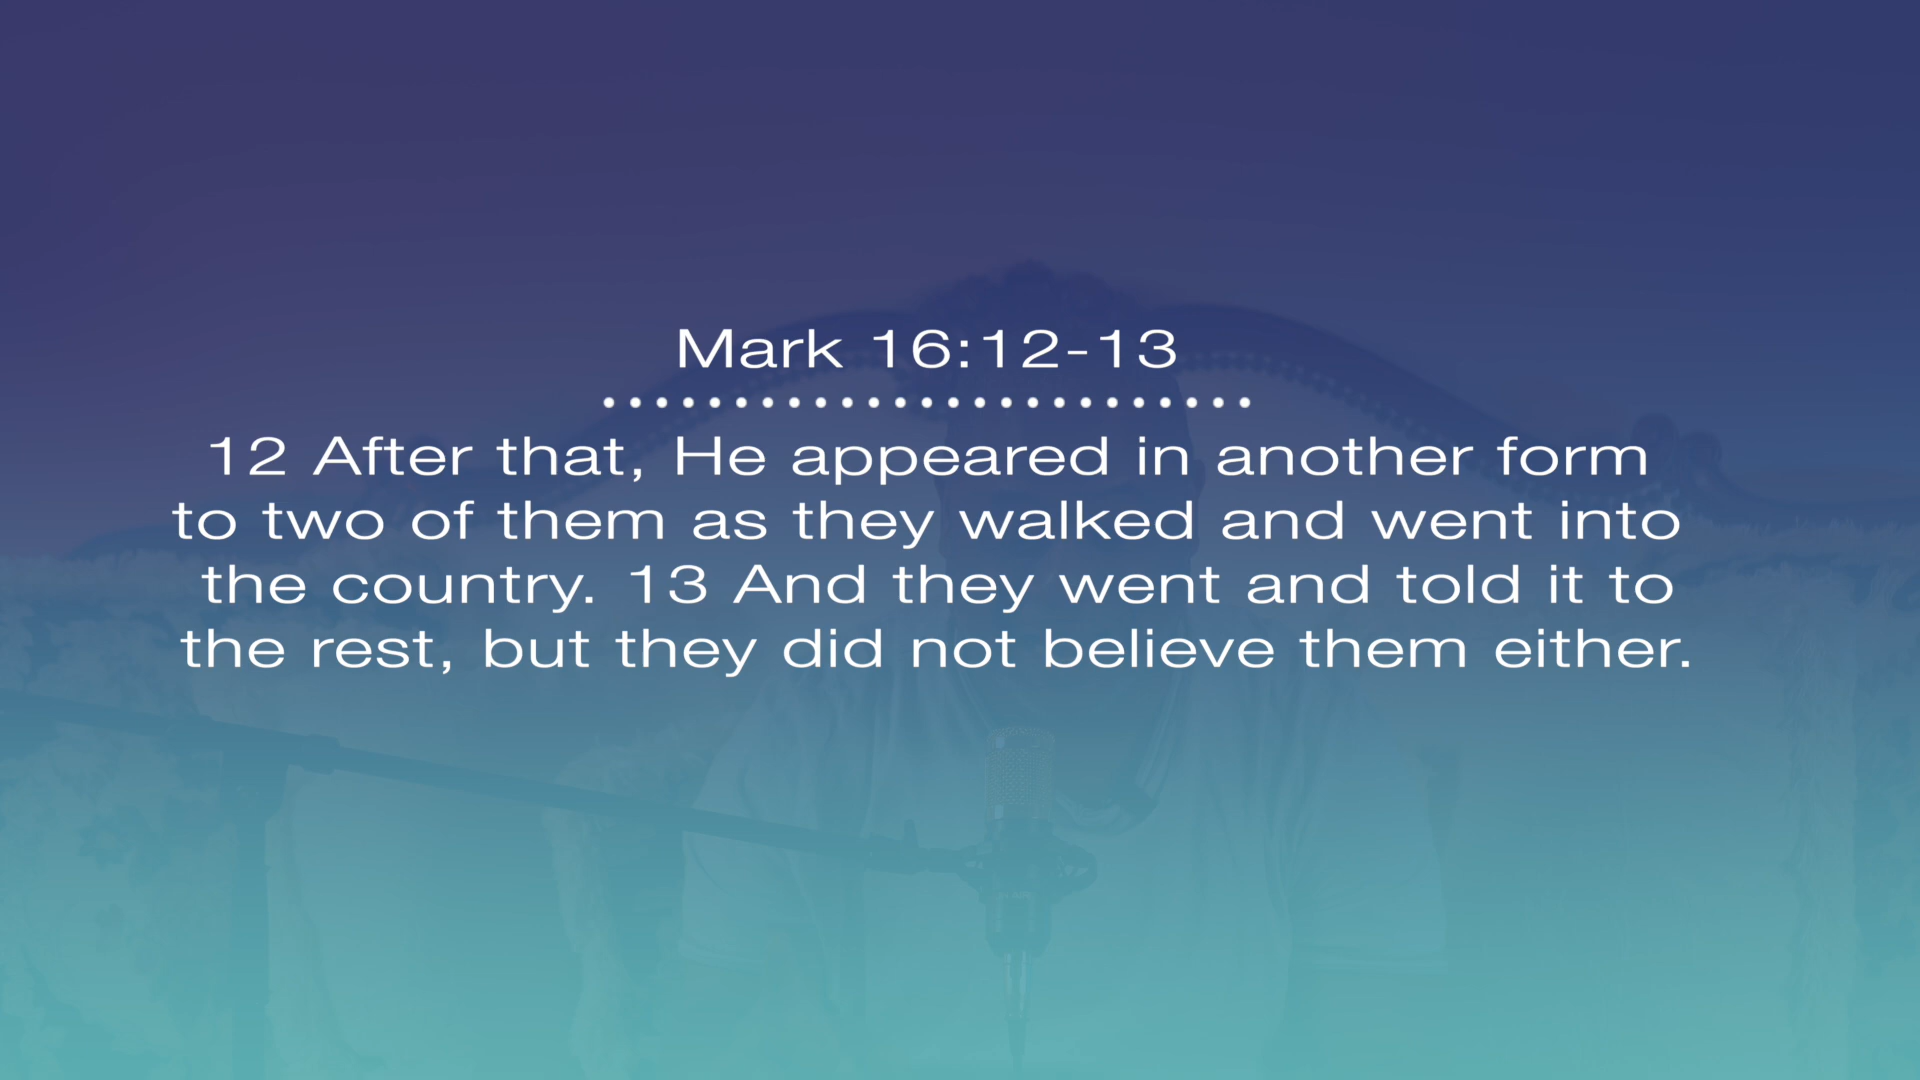 Mark 16:12-13
12 After that, He appeared in another form
to two of them as they walked and went into
the country. 13 And they went and told it to
the rest, but they did not believe them either.